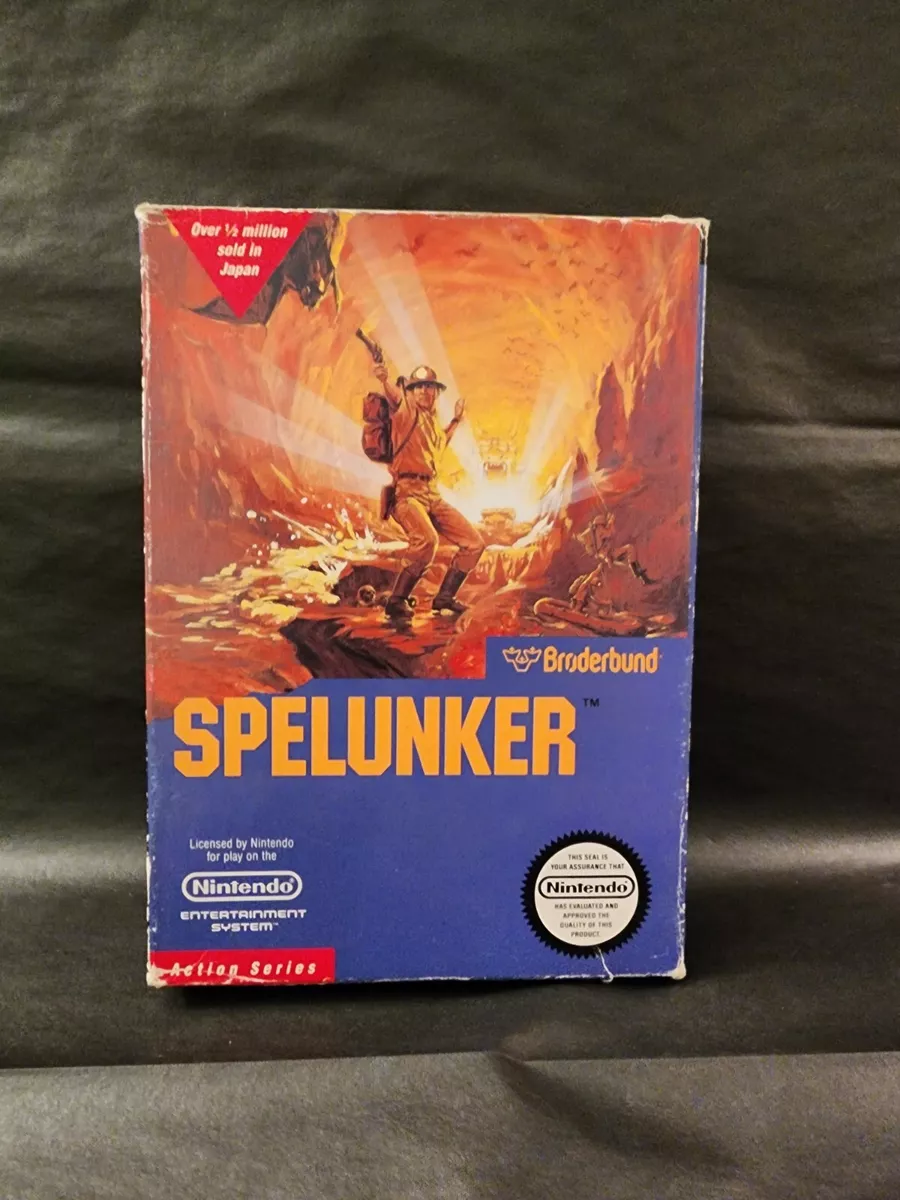 Over ½ million
sold in
Japan
Brøderbund
SPELUNKER™
Licensed by Nintendo
for play on the
Nintendo
ENTERTAINMENT
SYSTEM™
Action Series
THIS SEAL IS
YOUR ASSURANCE THAT
Nintendo
HAS EVALUATED AND
APPROVED THE
QUALITY OF THIS
PRODUCT.